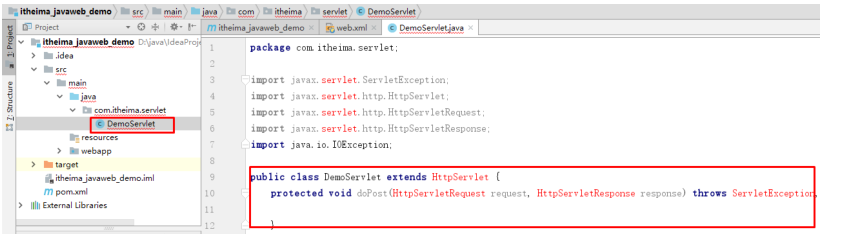 itheima_javaweb_demo src main java com itheima servlet DemoServlet
Project
itheima_javaweb_demo web.xml DemoServlet.java
1: Project
Z: Structure
itheima_javaweb_demo D:\java\IdeaProje
.idea
src
main
java
com.itheima.servlet
DemoServlet
resources
webapp
target
itheima_javaweb_demo.iml
pom.xml
External Libraries
1 package com.itheima.servlet;
2
3 import javax.servlet.ServletException;
4 import javax.servlet.http.HttpServlet;
5 import javax.servlet.http.HttpServletRequest;
6 import javax.servlet.http.HttpServletResponse;
7 import java.io.IOException;
8
9 public class DemoServlet extends HttpServlet {
10 protected void doPost(HttpServletRequest request, HttpServletResponse response) throws ServletException,
11
12 }